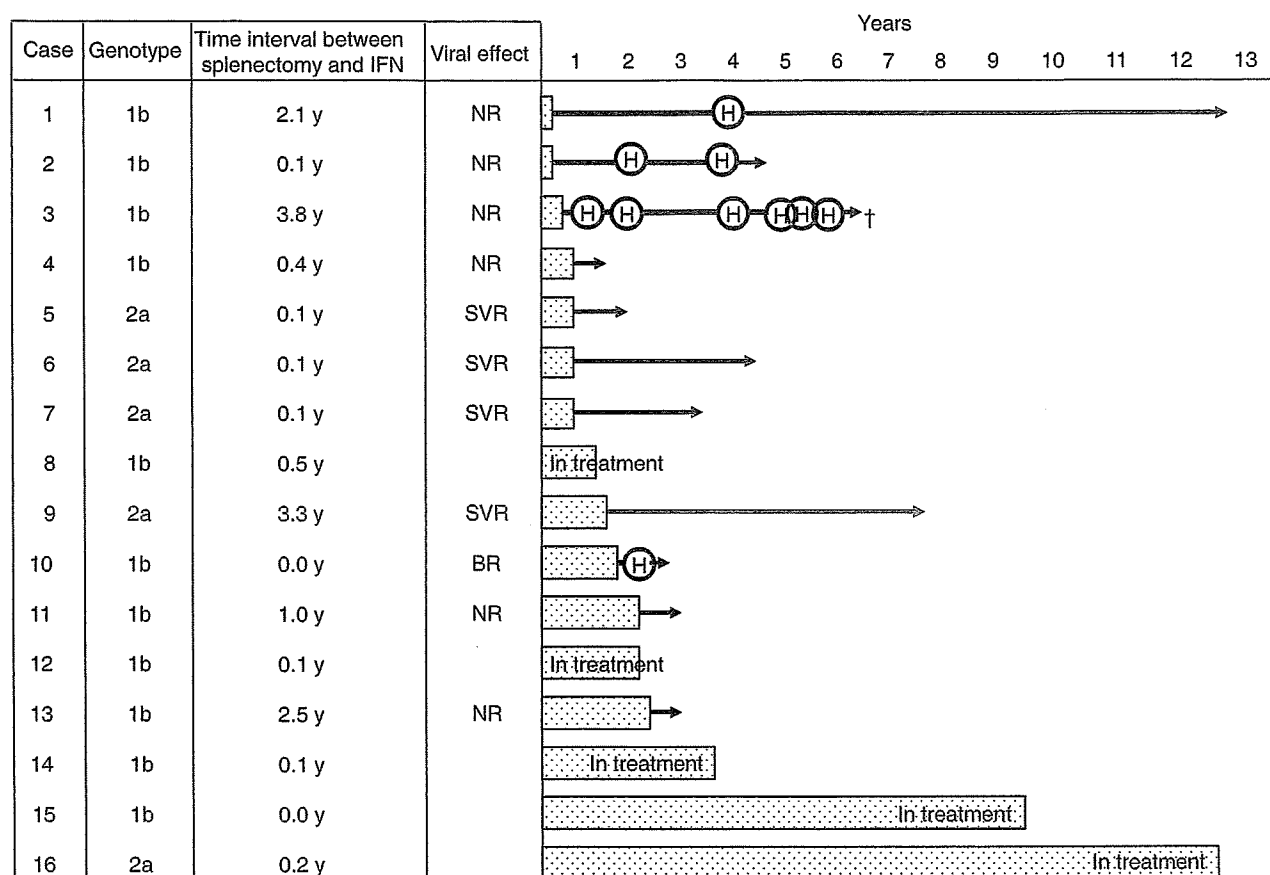 Years
Case Genotype Time interval between splenectomy and IFN Viral effect 1 2 3 4 5 6 7 8 9 10 11 12 13
1 1b 2.1 y NR H
2 1b 0.1 y NR H H
3 1b 3.8 y NR H H H H H H †
4 1b 0.4 y NR
5 2a 0.1 y SVR
6 2a 0.1 y SVR
7 2a 0.1 y SVR
8 1b 0.5 y In treatment
9 2a 3.3 y SVR
10 1b 0.0 y BR H
11 1b 1.0 y NR
12 1b 0.1 y In treatment
13 1b 2.5 y NR
14 1b 0.1 y In treatment
15 1b 0.0 y In treatment
16 2a 0.2 y In treatment